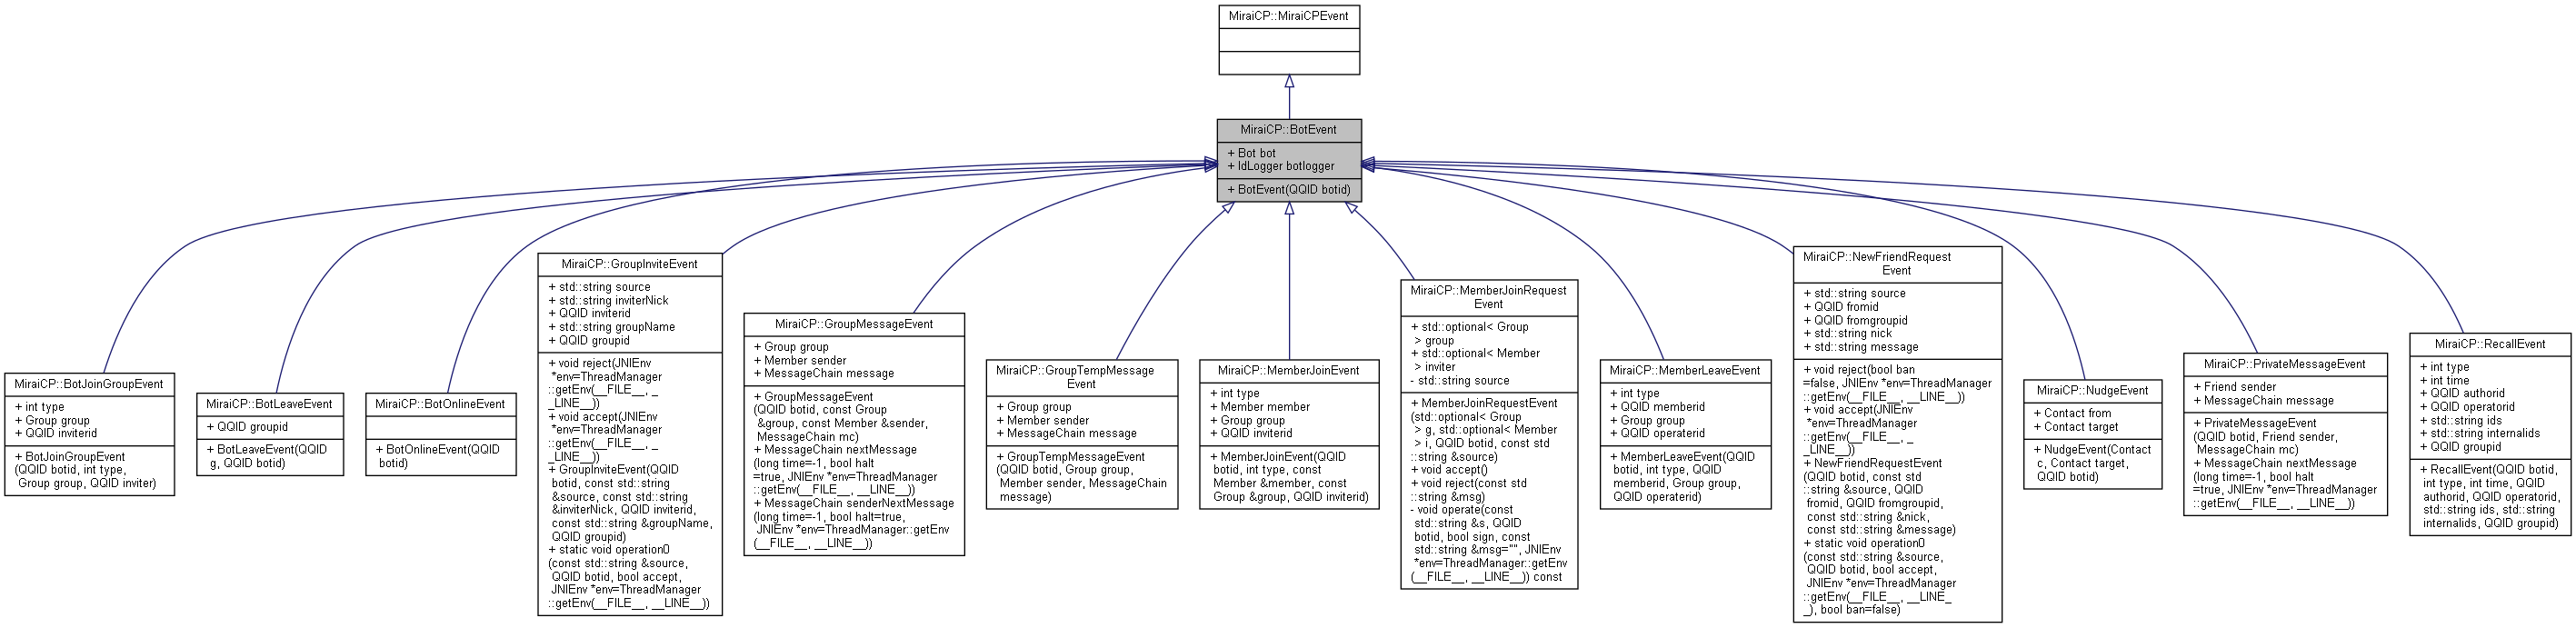 MiraiCP::MiraiCPEvent
MiraiCP::BotEvent
+ Bot bot
+ IdLogger botlogger
+ BotEvent(QQID botid)
MiraiCP::BotJoinGroupEvent
+ int type
+ Group group
+ QQID inviterid
+ BotJoinGroupEvent
(QQID botid, int type,
Group group, QQID inviter)
MiraiCP::BotLeaveEvent
+ QQID groupid
+ BotLeaveEvent(QQID
g, QQID botid)
MiraiCP::BotOnlineEvent
+ BotOnlineEvent(QQID
botid)
MiraiCP::GroupInviteEvent
+ std::string source
+ std::string inviterNick
+ QQID inviterid
+ std::string groupName
+ QQID groupid
+ void reject(JNIEnv
*env=ThreadManager
::getEnv(__FILE__, _
_LINE__))
+ void accept(JNIEnv
*env=ThreadManager
::getEnv(__FILE__, _
_LINE__))
+ GroupInviteEvent(QQID
botid, const std::string
&source, const std::string
&inviterNick, QQID inviterid,
const std::string &groupName,
QQID groupid)
+ static void operation0
(const std::string &source,
QQID botid, bool accept,
JNIEnv *env=ThreadManager
::getEnv(__FILE__, __LINE__))
MiraiCP::GroupMessageEvent
+ Group group
+ Member sender
+ MessageChain message
+ GroupMessageEvent
(QQID botid, const Group
&group, const Member &sender,
MessageChain mc)
+ MessageChain nextMessage
(long time=-1, bool halt
=true, JNIEnv *env=ThreadManager
::getEnv(__FILE__, __LINE__))
+ MessageChain senderNextMessage
(long time=-1, bool halt=true,
JNIEnv *env=ThreadManager::getEnv
(__FILE__, __LINE__))
MiraiCP::GroupTempMessage
Event
+ Group group
+ Member sender
+ MessageChain message
+ GroupTempMessageEvent
(QQID botid, Group group,
Member sender, MessageChain
message)
MiraiCP::MemberJoinEvent
+ int type
+ Member member
+ Group group
+ QQID inviterid
+ MemberJoinEvent(QQID
botid, int type, const
Member &member, const
Group &group, QQID inviterid)
MiraiCP::MemberJoinRequest
Event
+ std::optional< Group
> group
+ std::optional< Member
> inviter
- std::string source
+ MemberJoinRequestEvent
(std::optional< Group
> g, std::optional< Member
> i, QQID botid, const std
::string &source)
+ void accept()
+ void reject(const std
::string &msg)
- void operate(const
std::string &s, QQID
botid, bool sign, const
std::string &msg="", JNIEnv
*env=ThreadManager::getEnv
(__FILE__, __LINE__)) const
MiraiCP::MemberLeaveEvent
+ int type
+ QQID memberid
+ Group group
+ QQID operaterid
+ MemberLeaveEvent(QQID
botid, int type, QQID
memberid, Group group,
QQID operaterid)
MiraiCP::NewFriendRequest
Event
+ std::string source
+ QQID fromid
+ QQID fromgroupid
+ std::string nick
+ std::string message
+ void reject(bool ban
=false, JNIEnv *env=ThreadManager
::getEnv(__FILE__, __LINE__))
+ void accept(JNIEnv
*env=ThreadManager
::getEnv(__FILE__, _
_LINE__))
+ NewFriendRequestEvent
(QQID botid, const std
::string &source, QQID
fromid, QQID fromgroupid,
const std::string &nick,
const std::string &message)
+ static void operation0
(const std::string &source,
QQID botid, bool accept,
JNIEnv *env=ThreadManager
::getEnv(__FILE__, __LINE_
_), bool ban=false)
MiraiCP::NudgeEvent
+ Contact from
+ Contact target
+ NudgeEvent(Contact
c, Contact target,
QQID botid)
MiraiCP::PrivateMessageEvent
+ Friend sender
+ MessageChain message
+ PrivateMessageEvent
(QQID botid, Friend sender,
MessageChain mc)
+ MessageChain nextMessage
(long time=-1, bool halt
=true, JNIEnv *env=ThreadManager
::getEnv(__FILE__, __LINE__))
MiraiCP::RecallEvent
+ int type
+ int time
+ QQID authorid
+ QQID operatorid
+ std::string ids
+ std::string internalids
+ QQID groupid
+ RecallEvent(QQID botid,
int type, int time, QQID
authorid, QQID operatorid,
std::string ids, std::string
internalids, QQID groupid)